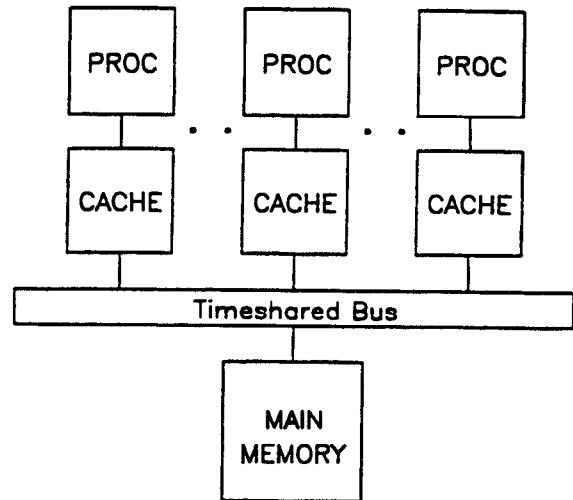 PROC
PROC
PROC
CACHE
CACHE
CACHE
Timeshared Bus
MAIN
MEMORY